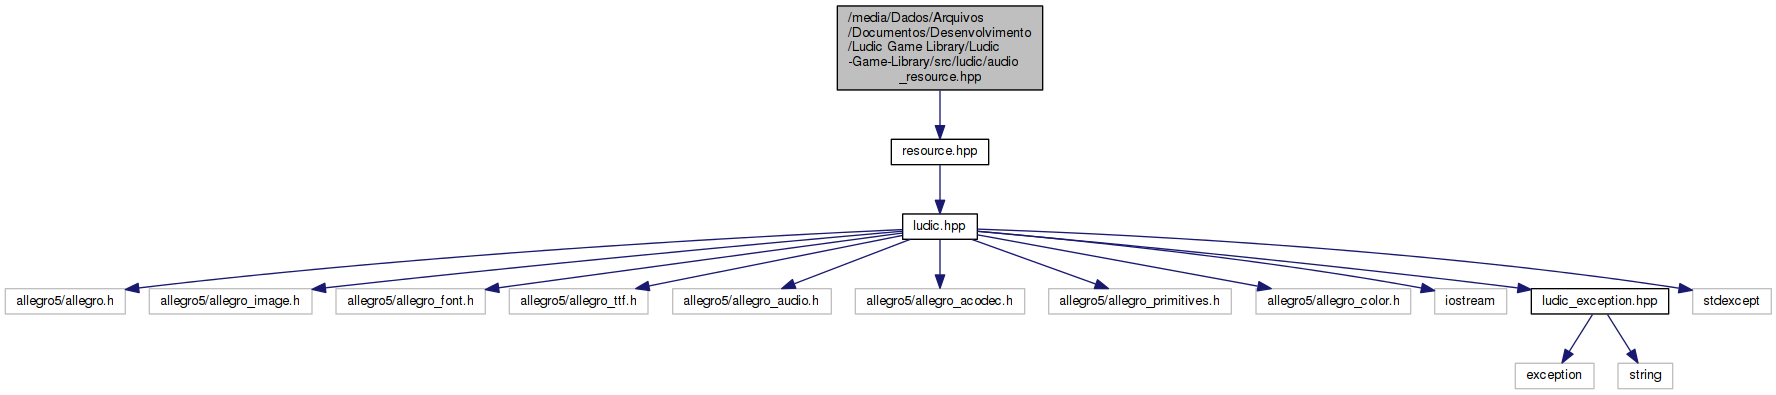 /media/Dados/Arquivos
/Documentos/Desenvolvimento
/Ludic Game Library/Ludic
-Game-Library/src/ludic/audio
_resource.hpp
resource.hpp
ludic.hpp
allegro5/allegro.h
allegro5/allegro_image.h
allegro5/allegro_font.h
allegro5/allegro_ttf.h
allegro5/allegro_audio.h
allegro5/allegro_acodec.h
allegro5/allegro_primitives.h
allegro5/allegro_color.h
iostream
ludic_exception.hpp
stdexcept
exception
string